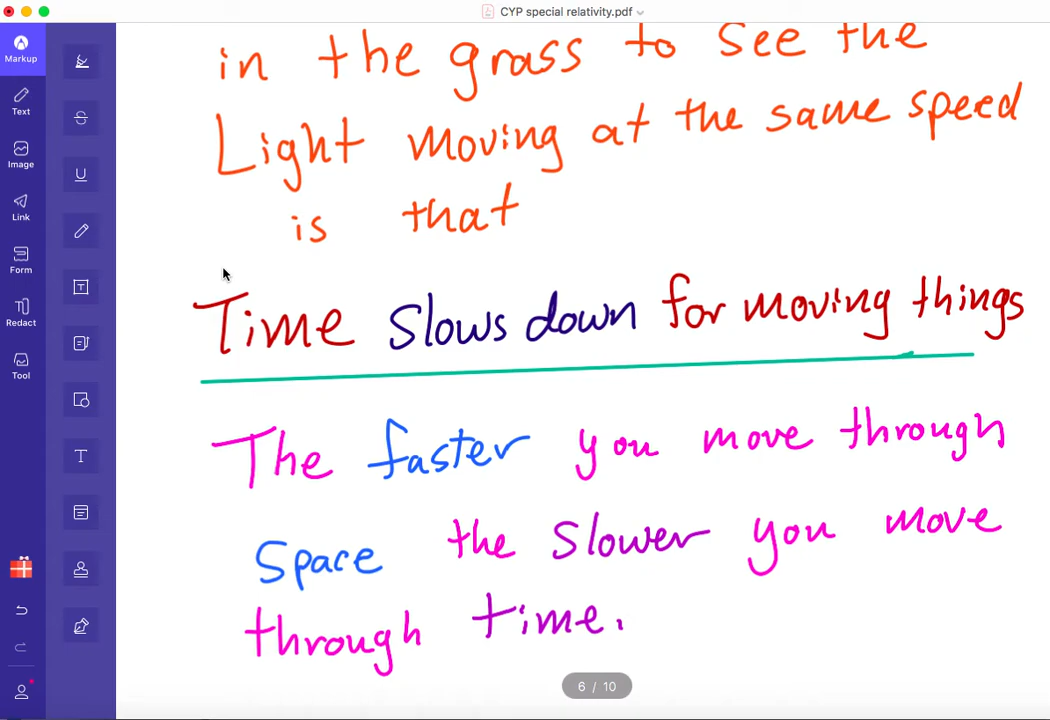 CYP special relativity.pdf
Markup
Text
Image
Link
Form
Redact
Tool
in the grass to see the
Light moving at the same speed
is that
Time slows down for moving things
The faster you move through
space the slower you move
through time.
6 / 10